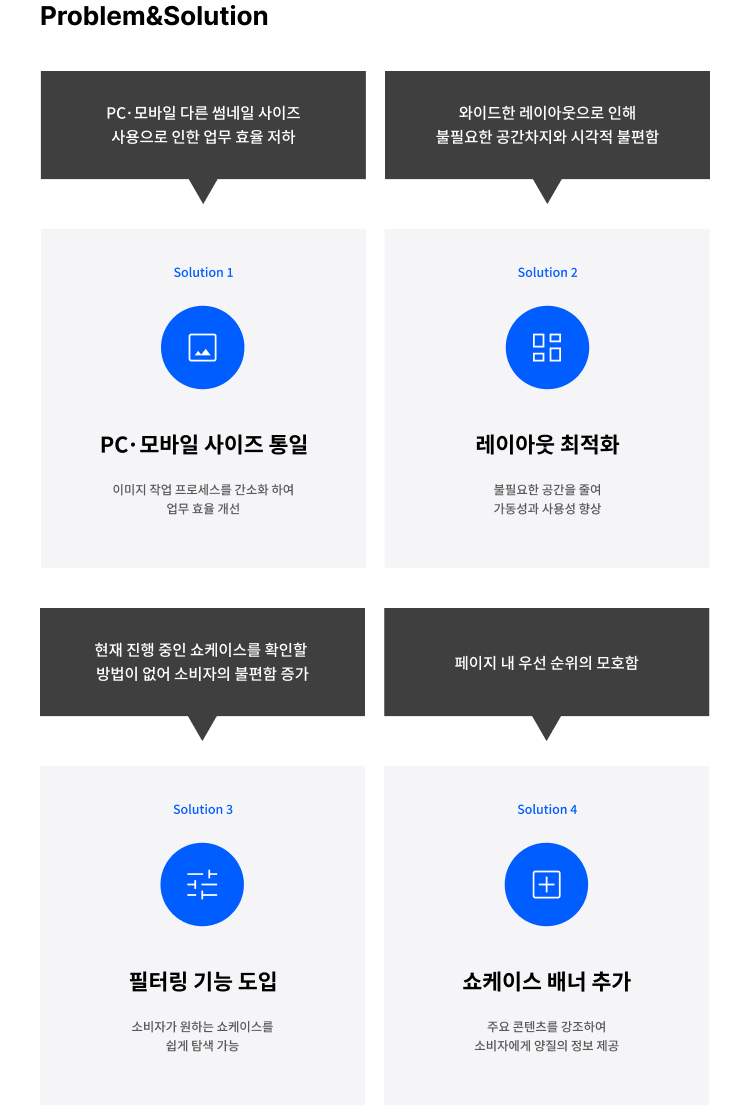 Problem&Solution
PC·모바일 다른 썸네일 사이즈
사용으로 인한 업무 효율 저하
와이드한 레이아웃으로 인해
불필요한 공간차지와 시각적 불편함
Solution 1
PC·모바일 사이즈 통일
이미지 작업 프로세스를 간소화 하여
업무 효율 개선
Solution 2
레이아웃 최적화
불필요한 공간을 줄여
가동성과 사용성 향상
현재 진행 중인 쇼케이스를 확인할
방법이 없어 소비자의 불편함 증가
페이지 내 우선 순위의 모호함
Solution 3
필터링 기능 도입
소비자가 원하는 쇼케이스를
쉽게 탐색 가능
Solution 4
쇼케이스 배너 추가
주요 콘텐츠를 강조하여
소비자에게 양질의 정보 제공